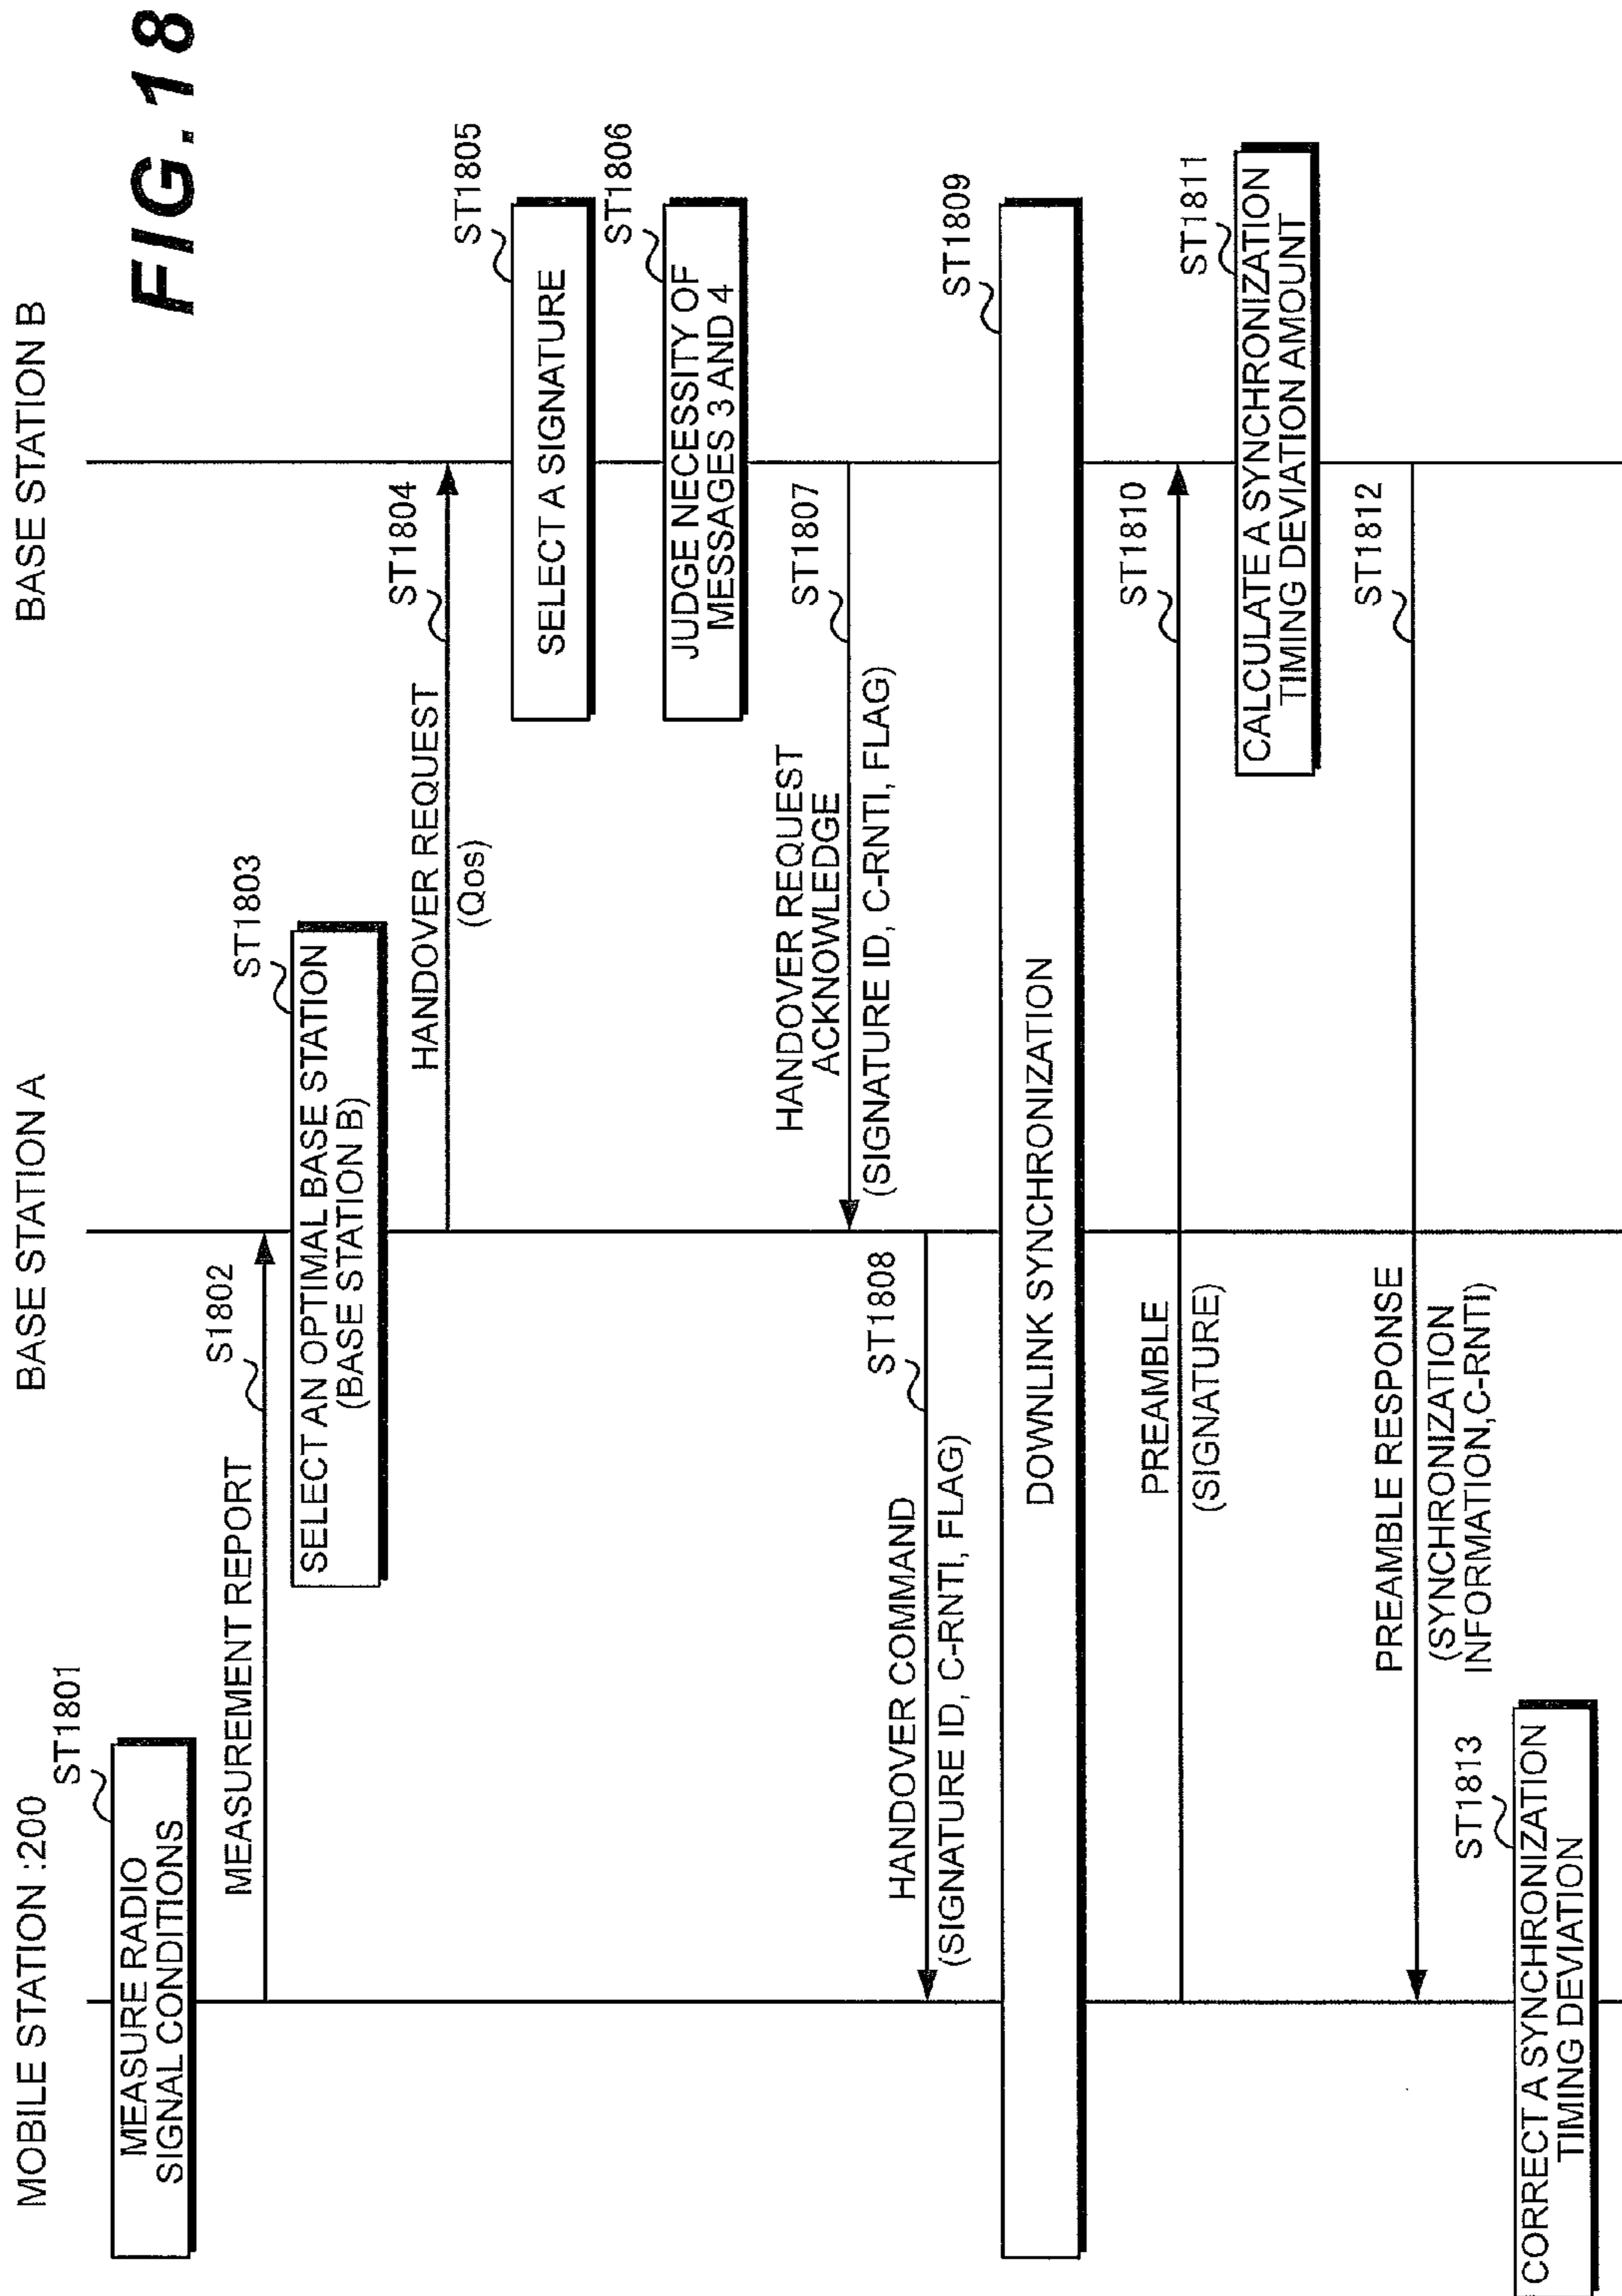 FIG.18
MOBILE STATION :200
BASE STATION A
BASE STATION B
ST1801
MEASURE RADIO
SIGNAL CONDITIONS
MEASUREMENT REPORT
S1802
ST1803
SELECT AN OPTIMAL BASE STATION
(BASE STATION B)
HANDOVER REQUEST
(Qos)
ST1804
ST1805
SELECT A SIGNATURE
ST1806
JUDGE NECESSITY OF
MESSAGES 3 AND 4
HANDOVER REQUEST
ACKNOWLEDGE
(SIGNATURE ID, C-RNTI, FLAG)
ST1807
HANDOVER COMMAND
(SIGNATURE ID, C-RNTI, FLAG)
ST1808
ST1809
DOWNLINK SYNCHRONIZATION
PREAMBLE
(SIGNATURE)
ST1810
ST1811
CALCULATE A SYNCHRONIZATION
TIMING DEVIATION AMOUNT
PREAMBLE RESPONSE
(SYNCHRONIZATION
INFORMATION,C-RNTI)
ST1812
ST1813
CORRECT A SYNCHRONIZATION
TIMING DEVIATION